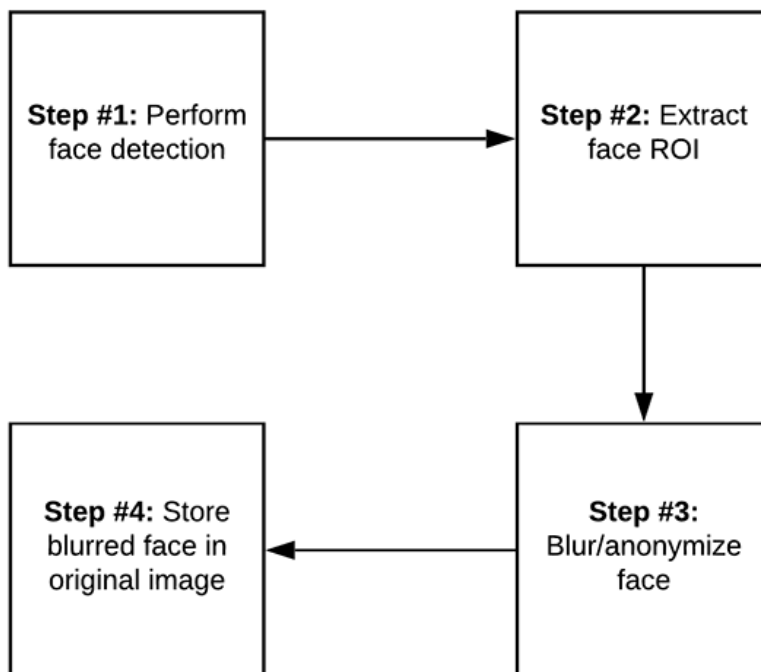 Step #1: Perform
face detection
Step #2: Extract
face ROI
Step #3:
Blur/anonymize
face
Step #4: Store
blurred face in
original image